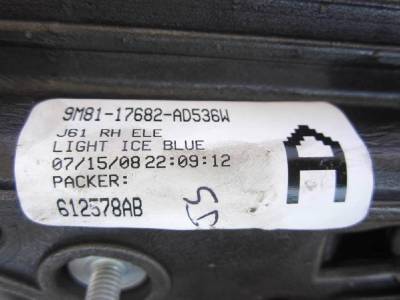 9M81-17682-AD536W
J61 RH ELE
LIGHT ICE BLUE
07/15/08 22:09:12
PACKER:
612578AB